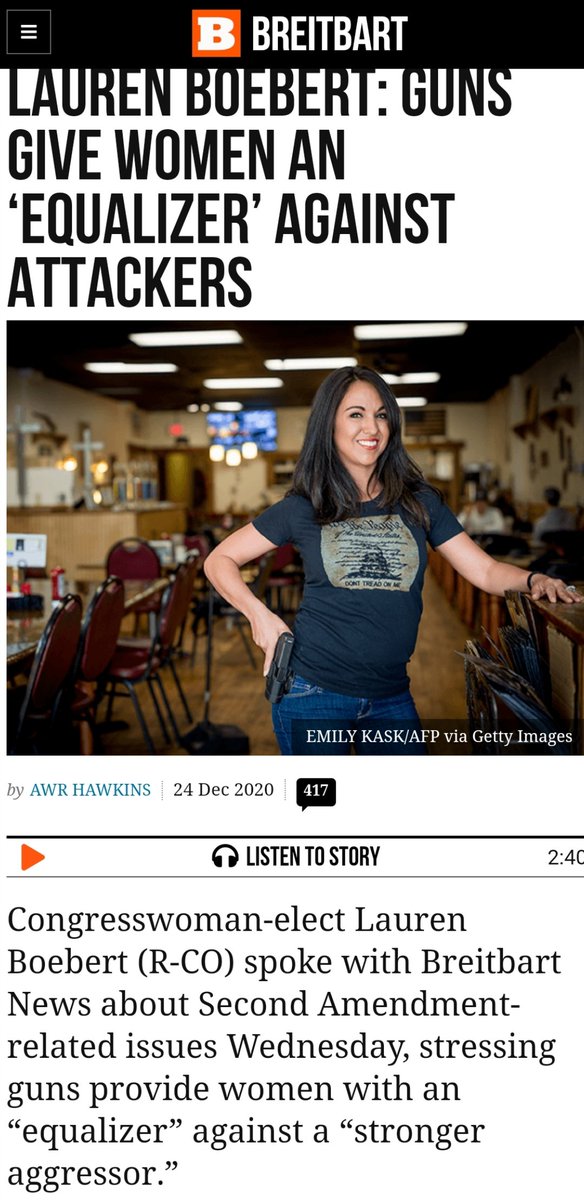 BREITBART
LAUREN BOEBERT: GUNS
GIVE WOMEN AN
‘EQUALIZER’ AGAINST
ATTACKERS
We the People
DONT TREAD ON ME
EMILY KASK/AFP via Getty Images
by AWR HAWKINS 24 Dec 2020 417
LISTEN TO STORY 2:40
Congresswoman-elect Lauren
Boebert (R-CO) spoke with Breitbart
News about Second Amendment-
related issues Wednesday, stressing
guns provide women with an
“equalizer” against a “stronger
aggressor.”